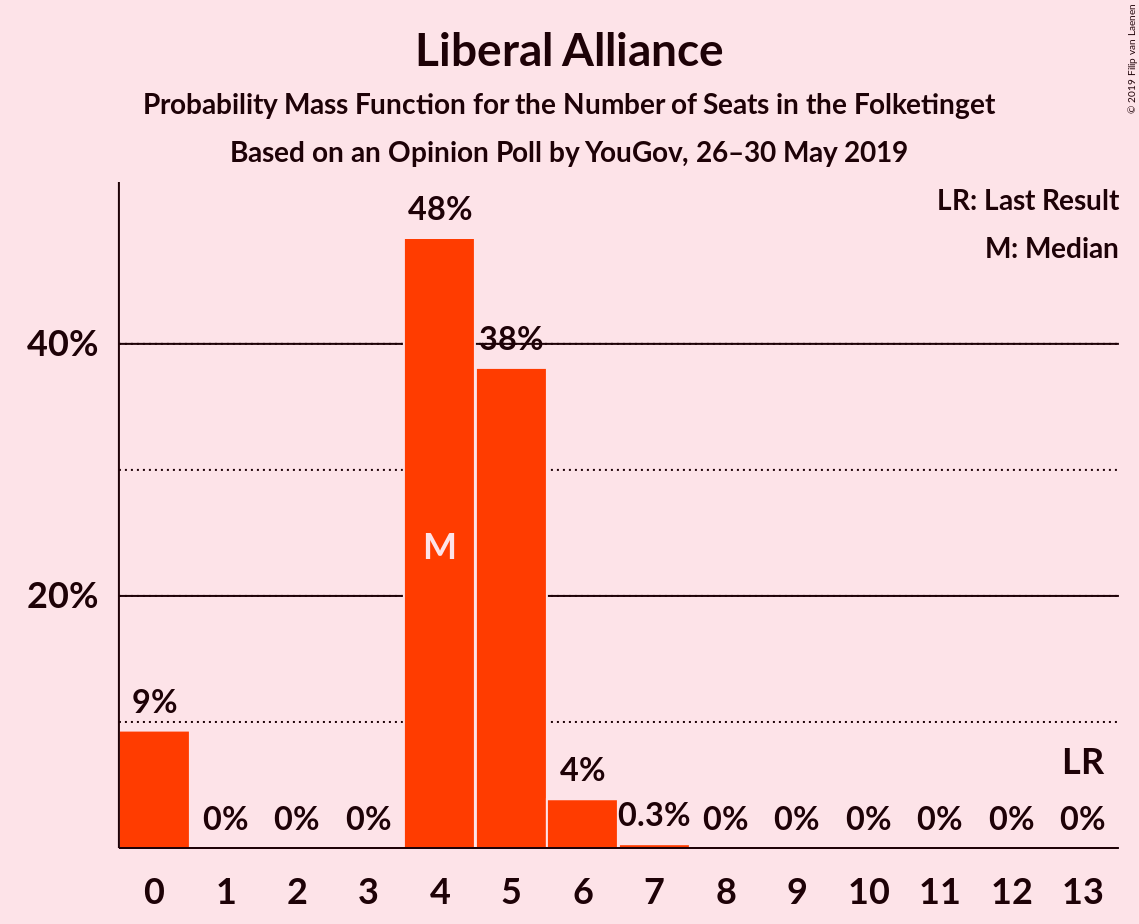 © 2019 Filip van Laenen
Liberal Alliance
Probability Mass Function for the Number of Seats in the Folketinget
Based on an Opinion Poll by YouGov, 26–30 May 2019
LR: Last Result
M: Median
48%
38%
40%
M
20%
9%
LR
4%
0% 0% 0% 0.3% 0% 0% 0% 0% 0% 0%
0 1 2 3 4 5 6 7 8 9 10 11 12 13